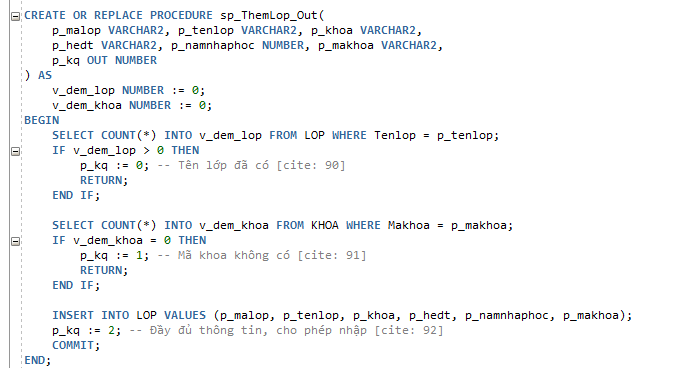 CREATE OR REPLACE PROCEDURE sp_ThemLop_Out(
    p_malop VARCHAR2, p_tenlop VARCHAR2, p_khoa VARCHAR2,
    p_hedt VARCHAR2, p_namnhaphoc NUMBER, p_makhoa VARCHAR2,
    p_kq OUT NUMBER
) AS
    v_dem_lop NUMBER := 0;
    v_dem_khoa NUMBER := 0;
BEGIN
    SELECT COUNT(*) INTO v_dem_lop FROM LOP WHERE Tenlop = p_tenlop;
    IF v_dem_lop > 0 THEN
        p_kq := 0; -- Tên lớp đã có [cite: 90]
        RETURN;
    END IF;

    SELECT COUNT(*) INTO v_dem_khoa FROM KHOA WHERE Makhoa = p_makhoa;
    IF v_dem_khoa = 0 THEN
        p_kq := 1; -- Mã khoa không có [cite: 91]
        RETURN;
    END IF;

    INSERT INTO LOP VALUES (p_malop, p_tenlop, p_khoa, p_hedt, p_namnhaphoc, p_makhoa);
    p_kq := 2; -- Đầy đủ thông tin, cho phép nhập [cite: 92]
    COMMIT;
END;